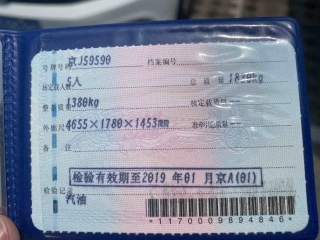 号牌号码 京J59590 档案编号
核定载人数 5人 总质量 18
整备质量 1380kg 核定载质量 --
外廓尺寸 4655×1780×1453mm 准牵引总质量 --
备注
检验有效期至2019年01月京A(01)
检验记录
汽油
*1170009894846*